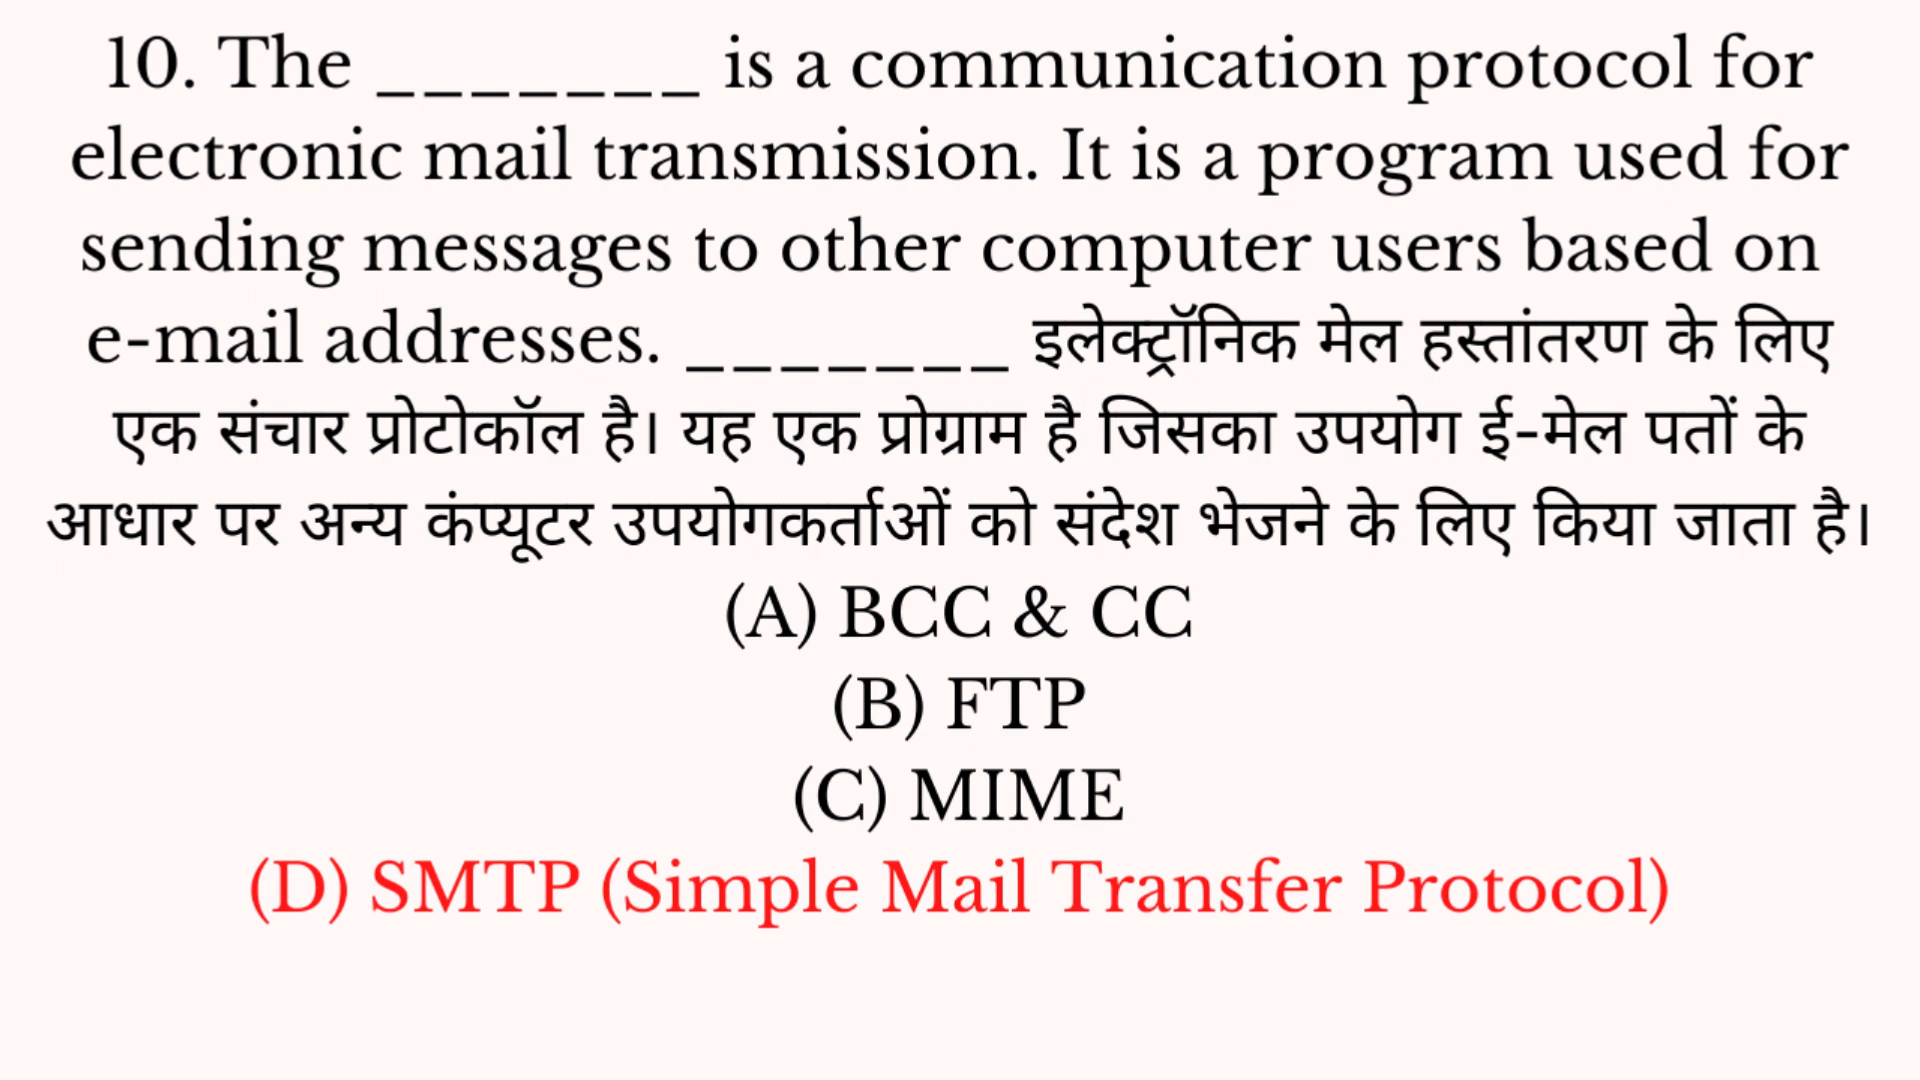 10. The _______ is a communication protocol for
electronic mail transmission. It is a program used for
sending messages to other computer users based on
e-mail addresses. _______ इलेक्ट्रॉनिक मेल हस्तांतरण के लिए
एक संचार प्रोटोकॉल है। यह एक प्रोग्राम है जिसका उपयोग ई-मेल पतों के
आधार पर अन्य कंप्यूटर उपयोगकर्ताओं को संदेश भेजने के लिए किया जाता है।
(A) BCC & CC
(B) FTP
(C) MIME
(D) SMTP (Simple Mail Transfer Protocol)